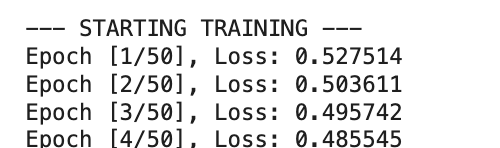 --- STARTING TRAINING ---
Epoch [1/50], Loss: 0.527514
Epoch [2/50], Loss: 0.503611
Epoch [3/50], Loss: 0.495742
Epoch [4/50], Loss: 0.485545